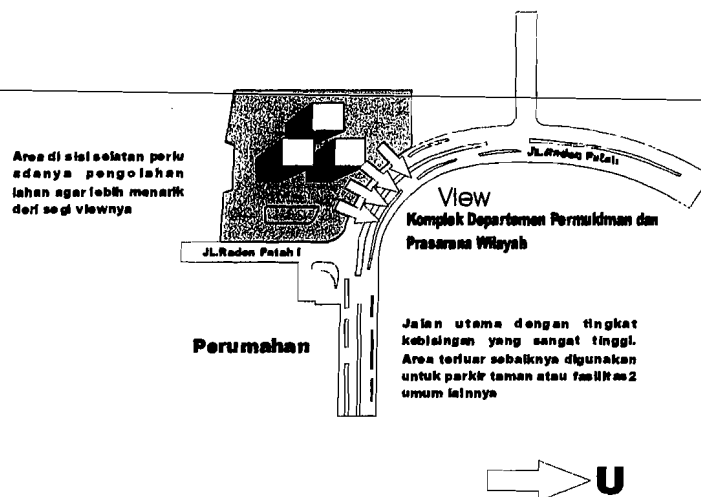 Area di sisi selatan perlu
adanya pengolahan
lahan agar lebih menarik
deri segi viewnya
JL.Raden Patah
View
Komplek Departemen Permukiman dan
Prasarana Wilayah
JL.Raden Patah I
Perumahan
Jalan utama dengan tingkat
kebisingan yang sangat tinggi.
Area terluar sebaiknya digunakan
untuk parkir taman atau fasilitas2
umum lainnya
U